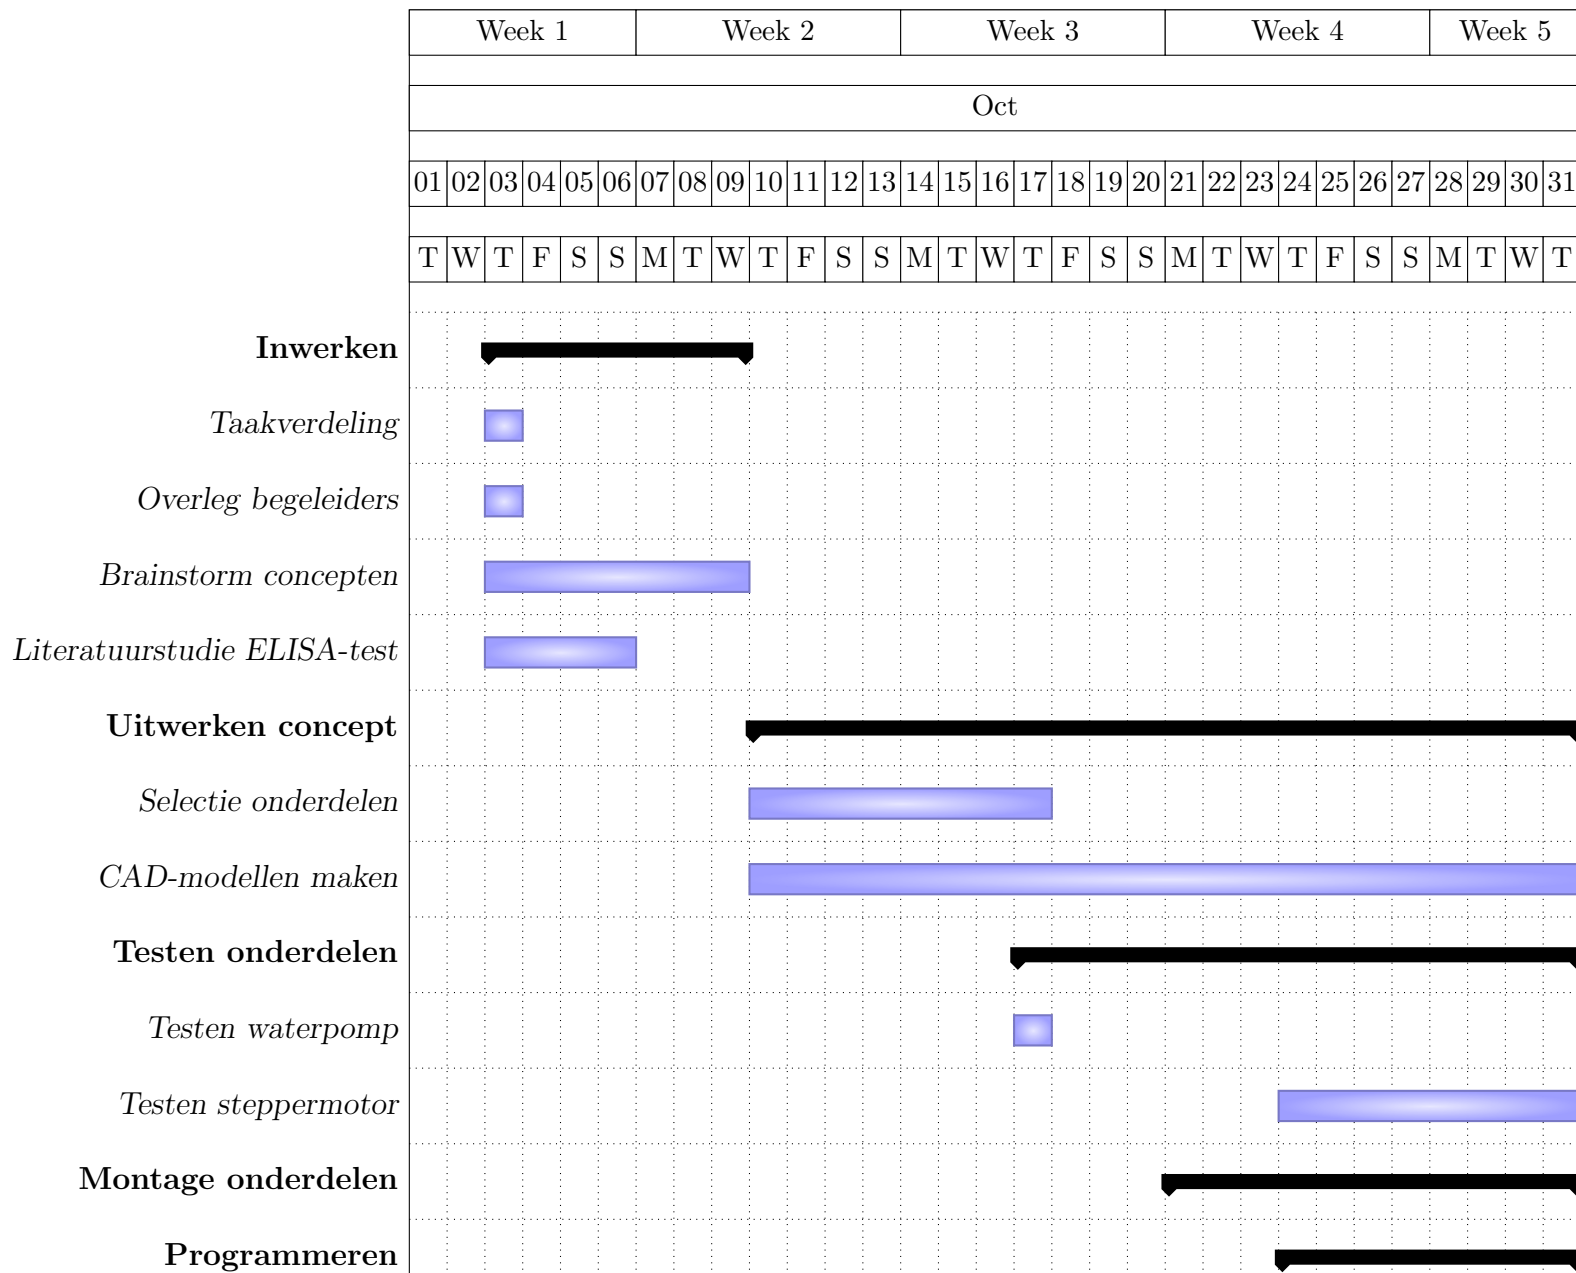 Week 1 Week 2 Week 3 Week 4 Week 5
Oct
01 02 03 04 05 06 07 08 09 10 11 12 13 14 15 16 17 18 19 20 21 22 23 24 25 26 27 28 29 30 31
T W T F S S M T W T F S S M T W T F S S M T W T F S S M T W T
Inwerken
Taakverdeling
Overleg begeleiders
Brainstorm concepten
Literatuurstudie ELISA-test
Uitwerken concept
Selectie onderdelen
CAD-modellen maken
Testen onderdelen
Testen waterpomp
Testen steppermotor
Montage onderdelen
Programmeren